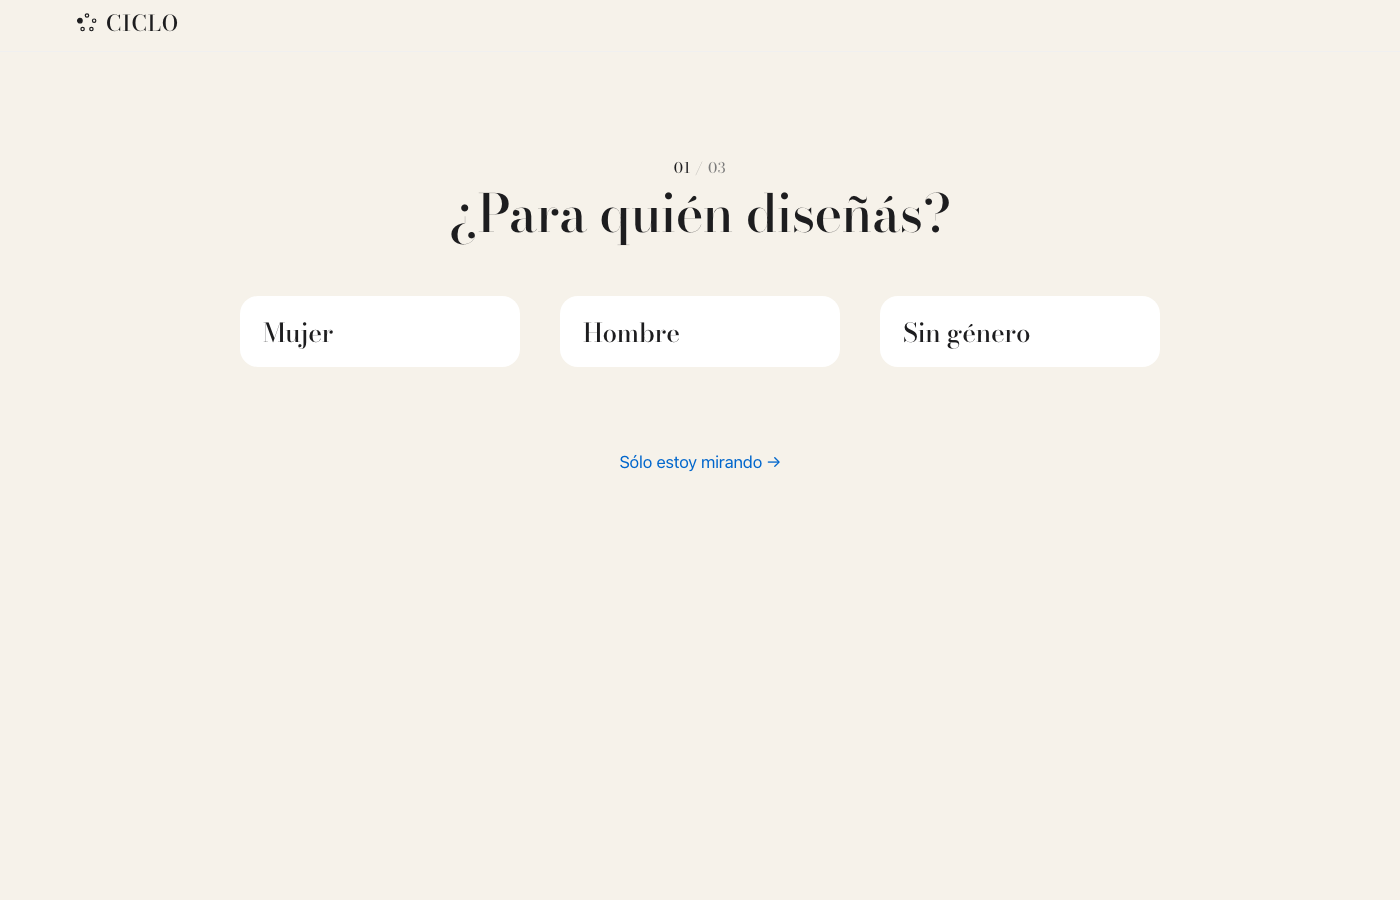 CICLO
01 / 03
¿Para quién diseñás?
Mujer
Hombre
Sin género
Sólo estoy mirando →